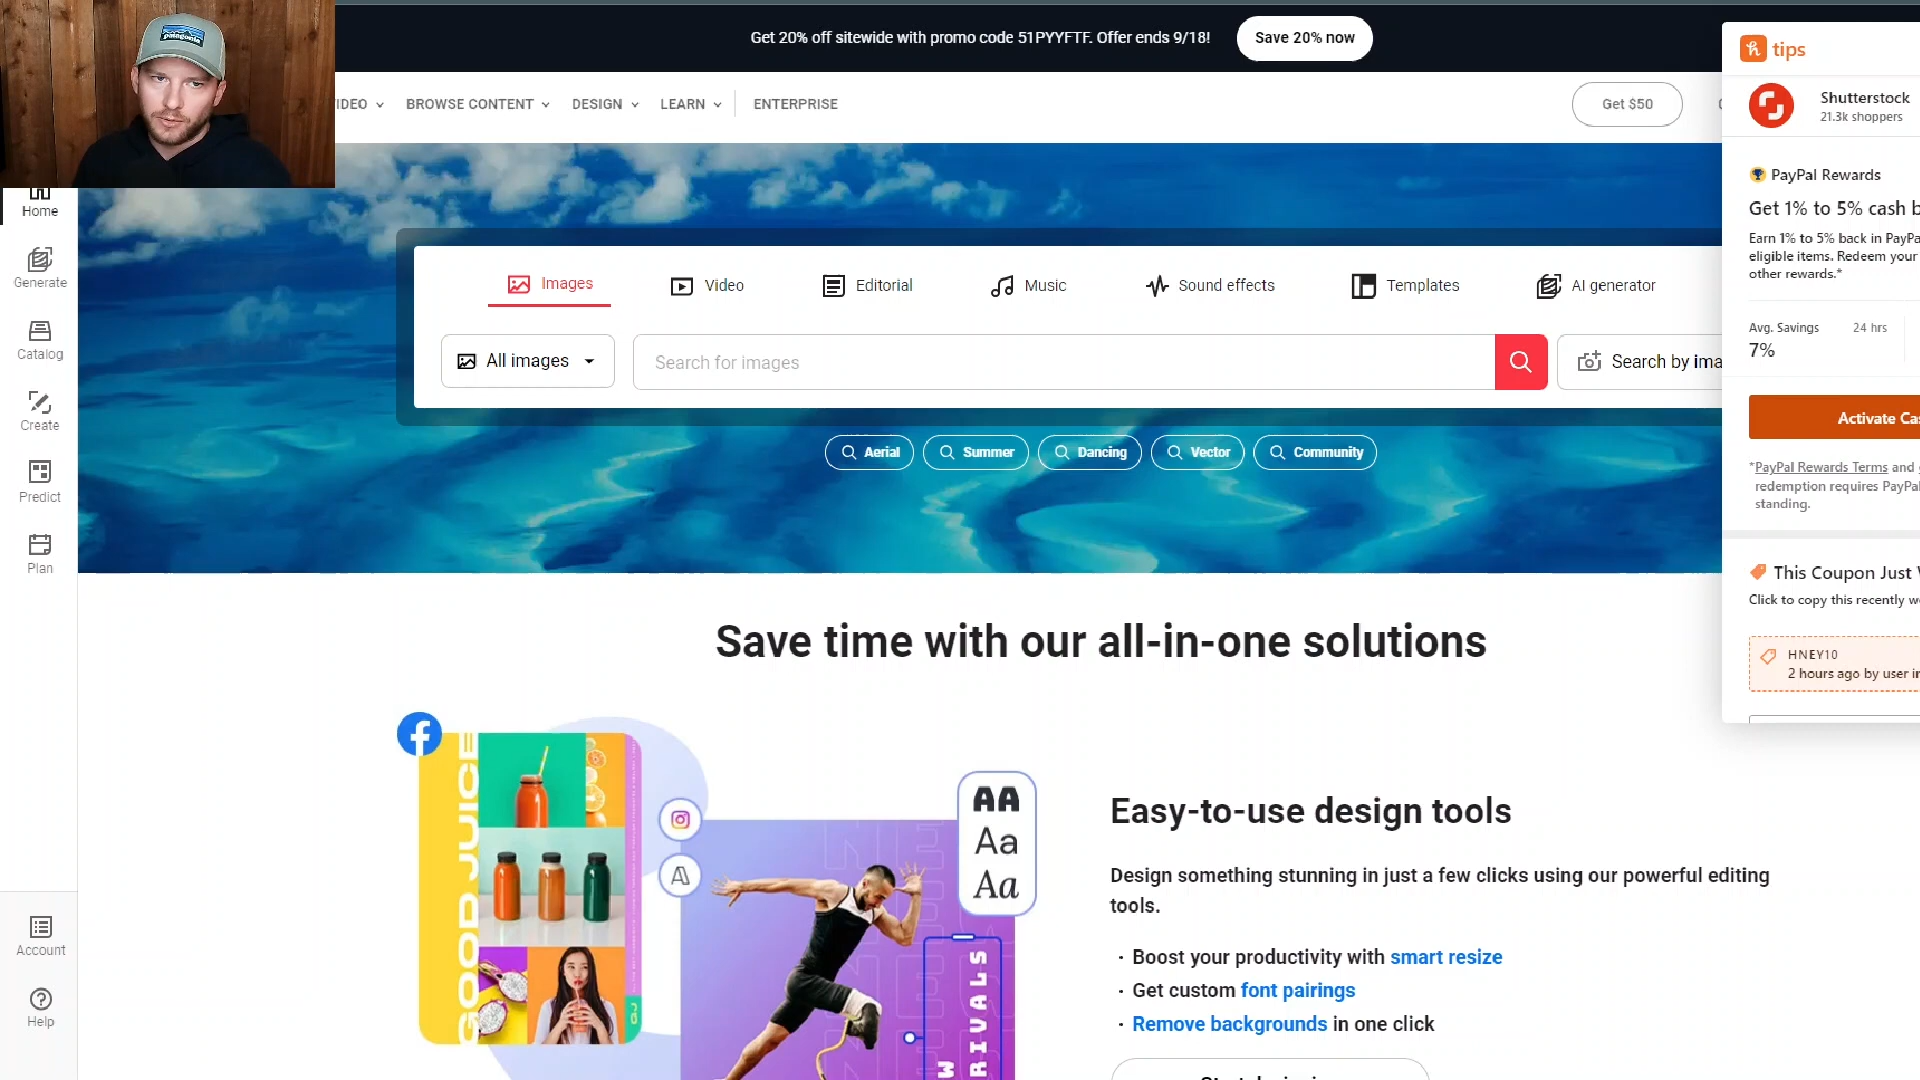 Get 20% off sitewide with promo code 51PYYFTF. Offer ends 9/18!
Save 20% now
BROWSE CONTENT
DESIGN
LEARN
ENTERPRISE
Get $50
tips
Shutterstock
21.3k shoppers
patagonia
Home
Generate
Catalog
Create
Predict
Plan
Account
Help
Images
Video
Editorial
Music
Sound effects
Templates
AI generator
All images
Search for images
Search by ima
Aerial
Summer
Dancing
Vector
Community
PayPal Rewards
Get 1% to 5% cash b
Earn 1% to 5% back in PayPa
eligible items. Redeem your
other rewards.*
Avg. Savings
24 hrs
7%
Activate Cas
*PayPal Rewards Terms and
redemption requires PayPal
standing.
This Coupon Just
Click to copy this recently
HNEY10
2 hours ago by user in
Save time with our all-in-one solutions
GOOD JUICE
GJ
AA
Aa
Aa
RIVALS
W
Easy-to-use design tools
Design something stunning in just a few clicks using our powerful editing
tools.
· Boost your productivity with smart resize
· Get custom font pairings
· Remove backgrounds in one click